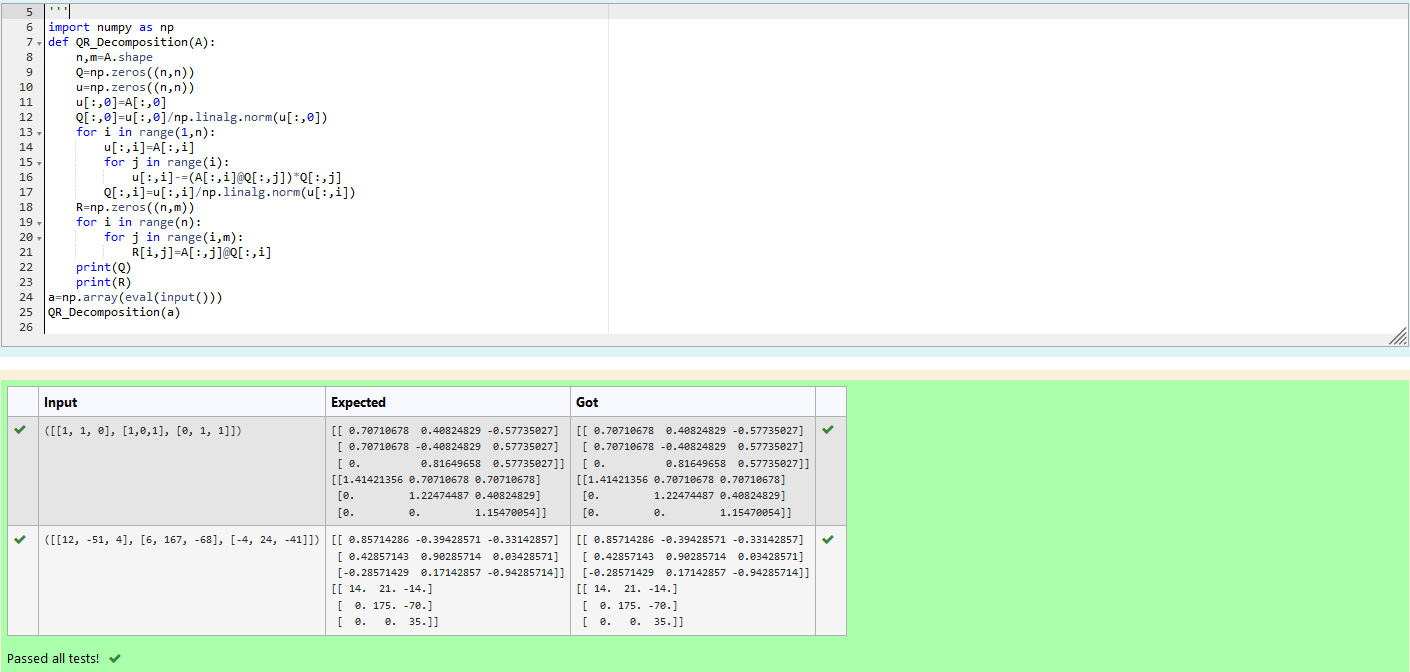 5 '''
6 import numpy as np
7 def QR_Decomposition(A):
8     n,m=A.shape
9     Q=np.zeros((n,n))
10     u=np.zeros((n,n))
11     u[:,0]=A[:,0]
12     Q[:,0]=u[:,0]/np.linalg.norm(u[:,0])
13     for i in range(1,n):
14         u[:,i]=A[:,i]
15         for j in range(i):
16             u[:,i]-=(A[:,i]@Q[:,j])*Q[:,j]
17         Q[:,i]=u[:,i]/np.linalg.norm(u[:,i])
18     R=np.zeros((n,m))
19     for i in range(n):
20         for j in range(i,m):
21             R[i,j]=A[:,j]@Q[:,i]
22     print(Q)
23     print(R)
24 a=np.array(eval(input()))
25 QR_Decomposition(a)
26
Input Expected Got
([[1, 1, 0], [1,0,1], [0, 1, 1]]) [[ 0.70710678  0.40824829 -0.57735027] [[ 0.70710678  0.40824829 -0.57735027]
[ 0.70710678 -0.40824829  0.57735027] [ 0.70710678 -0.40824829  0.57735027]
[ 0.          0.81649658  0.57735027]] [ 0.          0.81649658  0.57735027]]
[[1.41421356 0.70710678 0.70710678] [[1.41421356 0.70710678 0.70710678]
[0.         1.22474487 0.40824829] [0.         1.22474487 0.40824829]
[0.         0.         1.15470054]] [0.         0.         1.15470054]]
([[12, -51, 4], [6, 167, -68], [-4, 24, -41]]) [[ 0.85714286 -0.39428571 -0.33142857] [[ 0.85714286 -0.39428571 -0.33142857]
[ 0.42857143  0.90285714  0.03428571] [ 0.42857143  0.90285714  0.03428571]
[-0.28571429  0.17142857 -0.94285714]] [-0.28571429  0.17142857 -0.94285714]]
[[ 14.  21. -14.] [[ 14.  21. -14.]
[  0. 175. -70.] [  0. 175. -70.]
[  0.   0.  35.]] [  0.   0.  35.]]
Passed all tests!